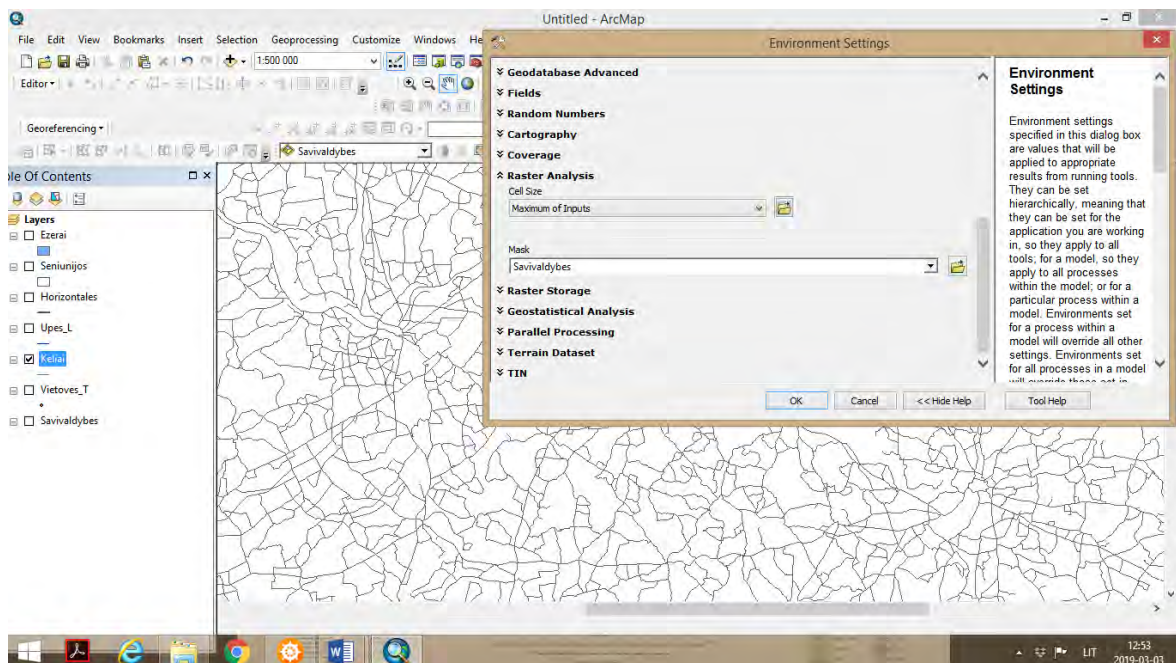 Untitled - ArcMap
File Edit View Bookmarks Insert Selection Geoprocessing Customize Windows He
1:500 000
Editor
Georeferencing
Savivaldybes
ble Of Contents
Layers
Ezerai
Seniunijos
Horizontales
Upes_L
Keliai
Vietoves_T
Savivaldybes
Environment Settings
Geodatabase Advanced
Fields
Random Numbers
Cartography
Coverage
Raster Analysis
Cell Size
Maximum of Inputs
Mask
Savivaldybes
Raster Storage
Geostatistical Analysis
Parallel Processing
Terrain Dataset
TIN
OK Cancel << Hide Help Tool Help
Environment
Settings
Environment settings
specified in this dialog box
are values that will be
applied to appropriate
results from running tools.
They can be set
hierarchically, meaning that
they can be set for the
application you are working
in, so they apply to all
tools; for a model, so they
apply to all processes
within the model; or for a
particular process within a
model. Environments set
for a process within a
model will override all other
settings. Environments set
for all processes in a model
will override those set in
LIT
12:53
2019-03-03